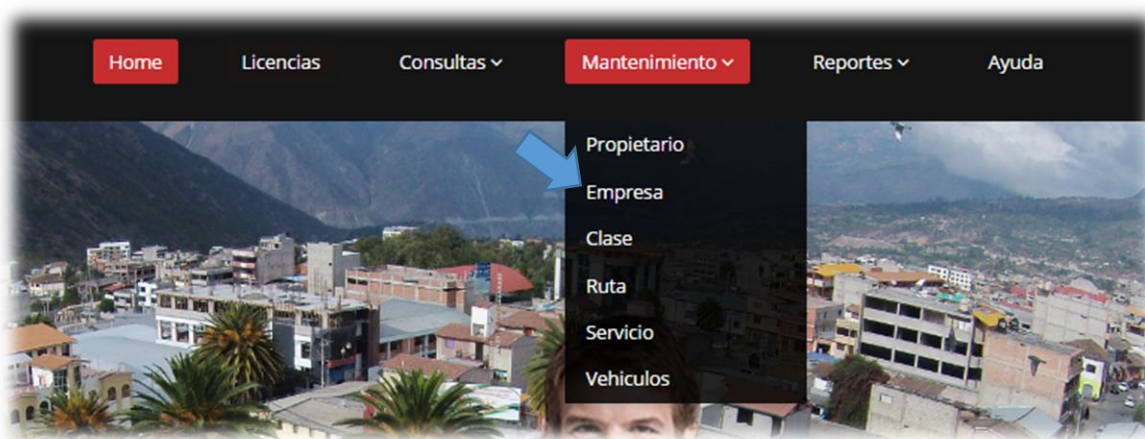 Home Licencias Consultas Mantenimiento Reportes Ayuda
Propietario
Empresa
Clase
Ruta
Servicio
Vehiculos